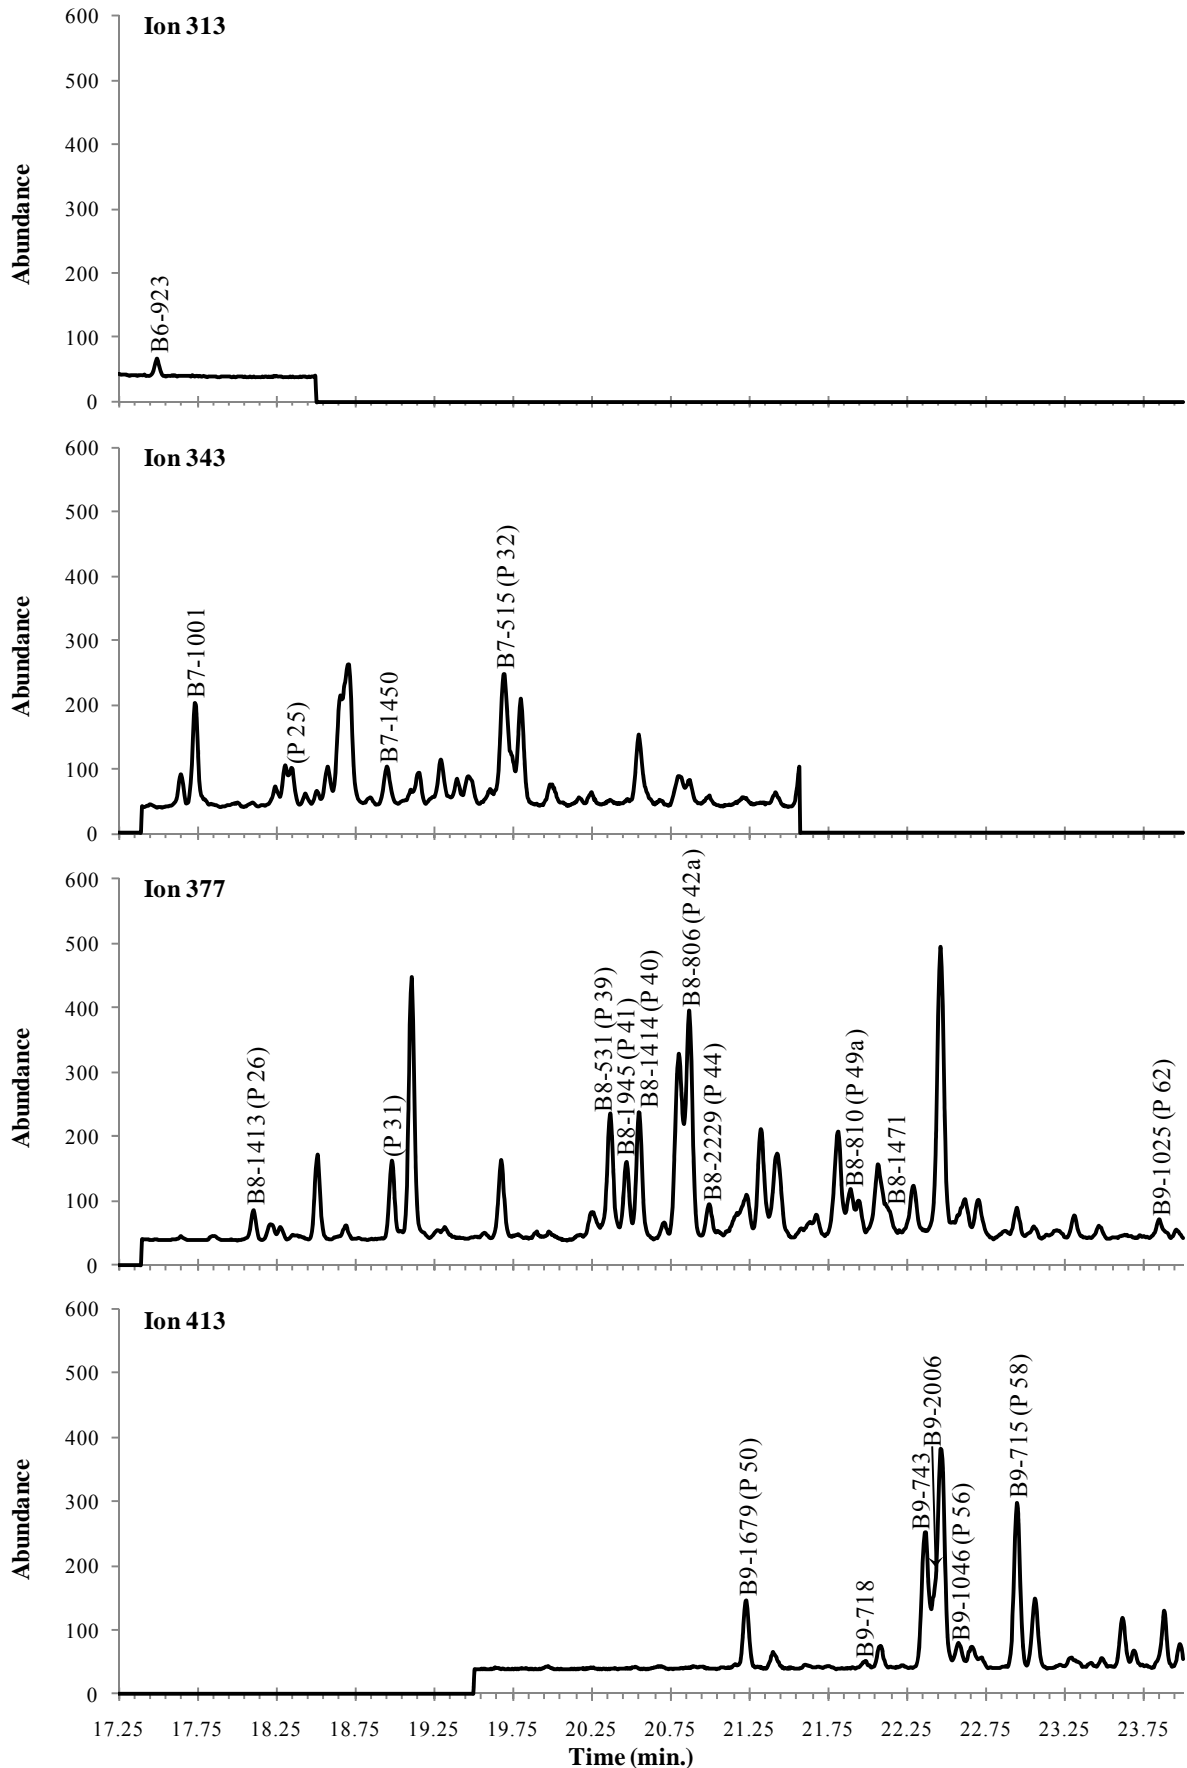 Ion 313
600
500
400
300
200
100
0
Abundance
B6-923
Ion 343
600
500
400
300
200
100
0
Abundance
B7-1001
(P 25)
B7-1450
B7-515 (P 32)
Ion 377
600
500
400
300
200
100
0
Abundance
B8-1413 (P 26)
(P 31)
B8-531 (P 39)
B8-1945 (P 41)
B8-1414 (P 40)
B8-806 (P 42a)
B8-2229 (P 44)
B8-810 (P 49a)
B8-1471
B9-1025 (P 62)
Ion 413
600
500
400
300
200
100
0
Abundance
B9-1679 (P 50)
B9-718
B9-743
B9-2006
B9-1046 (P 56)
B9-715 (P 58)
17.25 17.75 18.25 18.75 19.25 19.75 20.25 20.75 21.25 21.75 22.25 22.75 23.25 23.75
Time (min.)